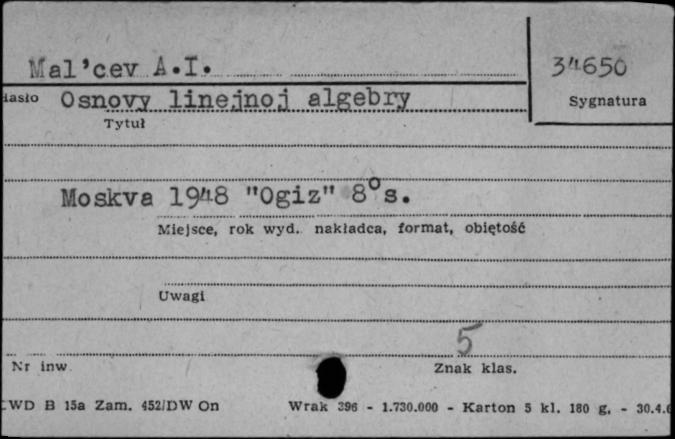 Mal'cev A.I.
34650
Osnovy linejnoj algebry
Sygnatura
Tytuł
Moskva 1948 "Ogiz" 8°s.
Miejsce, rok wyd. nakładca, format, objętość
Uwagi
5
Nr inw
Znak klas.
WD B 15a Zam. 452/DW On Wrak 396 - 1.730.000 - Karton 5 kl. 180 g. - 30.4.6